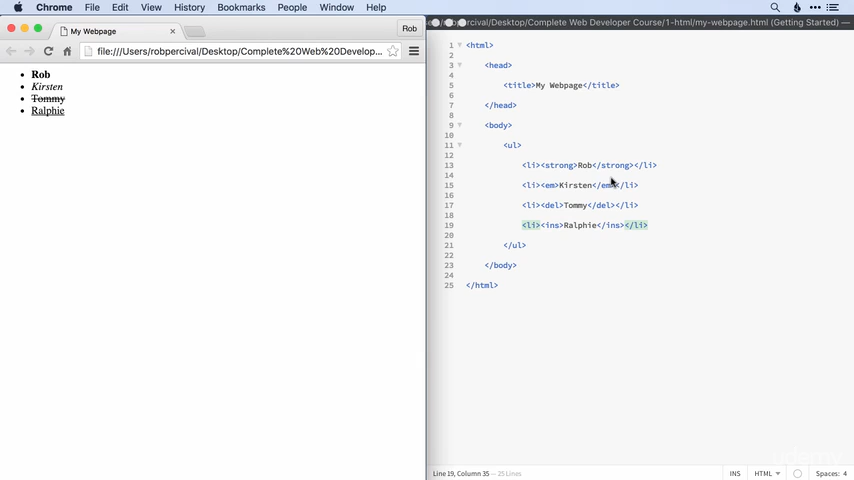 Chrome File Edit View History Bookmarks People Window Help
My Webpage
Rob
file:///Users/robpercival/Desktop/Complete%20Web%20Develop...
Rob
Kirsten
Tommy
Ralphie
robpercival/Desktop/Complete Web Developer Course/1-html/my-webpage.html (Getting Started) —
1 <html>
2
3 <head>
4
5 <title>My Webpage</title>
6
7 </head>
8
9 <body>
10
11 <ul>
12
13 <li><strong>Rob</strong></li>
14
15 <li><em>Kirsten</em></li>
16
17 <li><del>Tommy</del></li>
18
19 <li><ins>Ralphie</ins></li>
20
21 </ul>
22
23 </body>
24
25 </html>
udemy
Line 19, Column 35 — 25 Lines INS HTML Spaces: 4